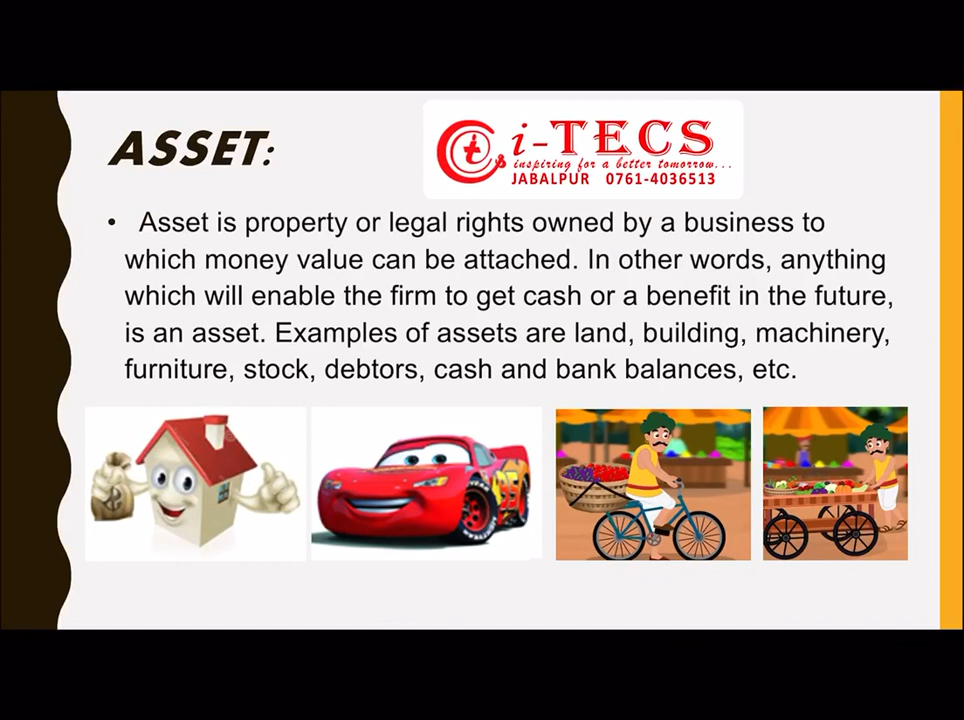 ASSET:
i-TECS
inspiring for a better tomorrow...
JABALPUR 0761-4036513
• Asset is property or legal rights owned by a business to
which money value can be attached. In other words, anything
which will enable the firm to get cash or a benefit in the future,
is an asset. Examples of assets are land, building, machinery,
furniture, stock, debtors, cash and bank balances, etc.
$
95